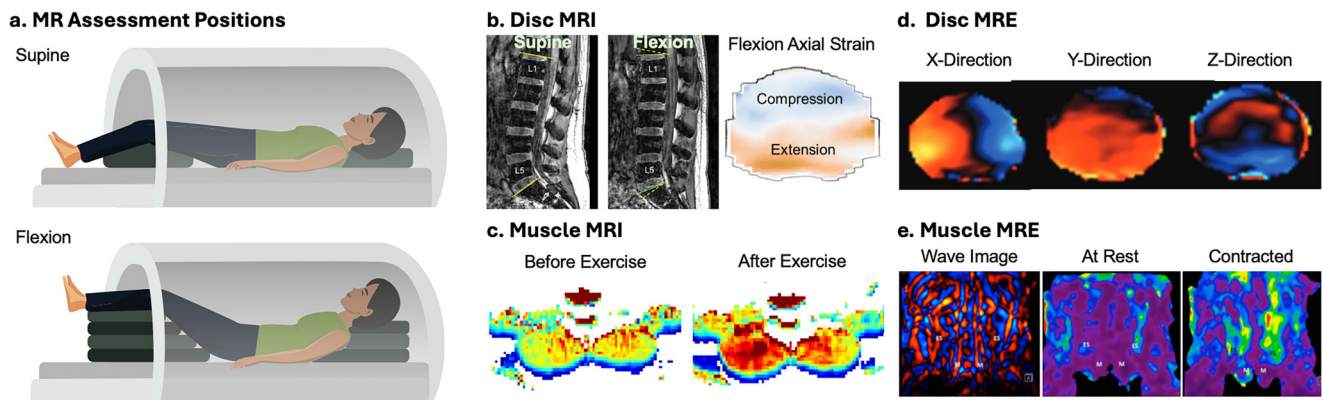 a. MR Assessment Positions
Supine
Flexion
b. Disc MRI
Supine
Flexion
Flexion Axial Strain
L1
L1
L5
L5
Compression
Extension
c. Muscle MRI
Before Exercise
After Exercise
d. Disc MRE
X-Direction
Y-Direction
Z-Direction
e. Muscle MRE
Wave Image
At Rest
Contracted
ES
ES
M
M
ES
ES
M
M
M
M